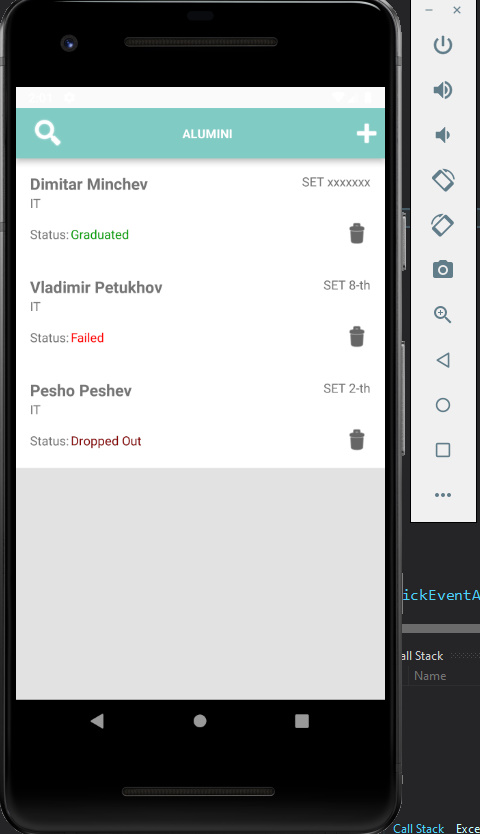 ALUMINI
Dimitar Minchev
SET xxxxxxx
IT
Status: Graduated
Vladimir Petukhov
SET 8-th
IT
Status: Failed
Pesho Peshev
SET 2-th
IT
Status: Dropped Out
ickEventA
all Stack
Name
Call Stack
Exce